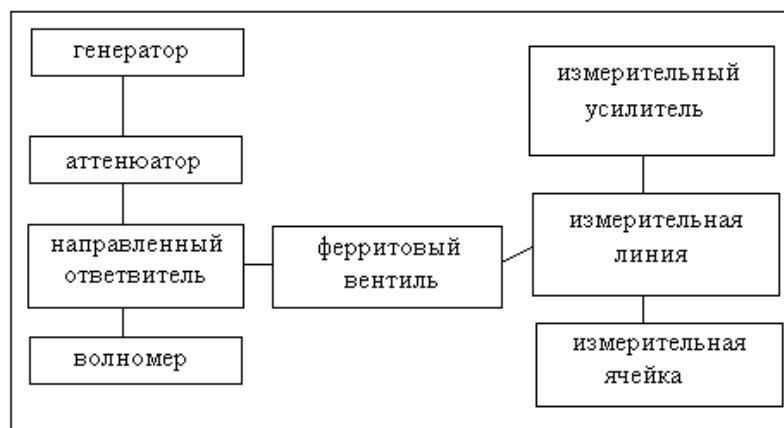 генератор
аттенюатор
направленный
ответвитель
волномер
ферритовый
вентиль
измерительный
усилитель
измерительная
линия
измерительная
ячейка